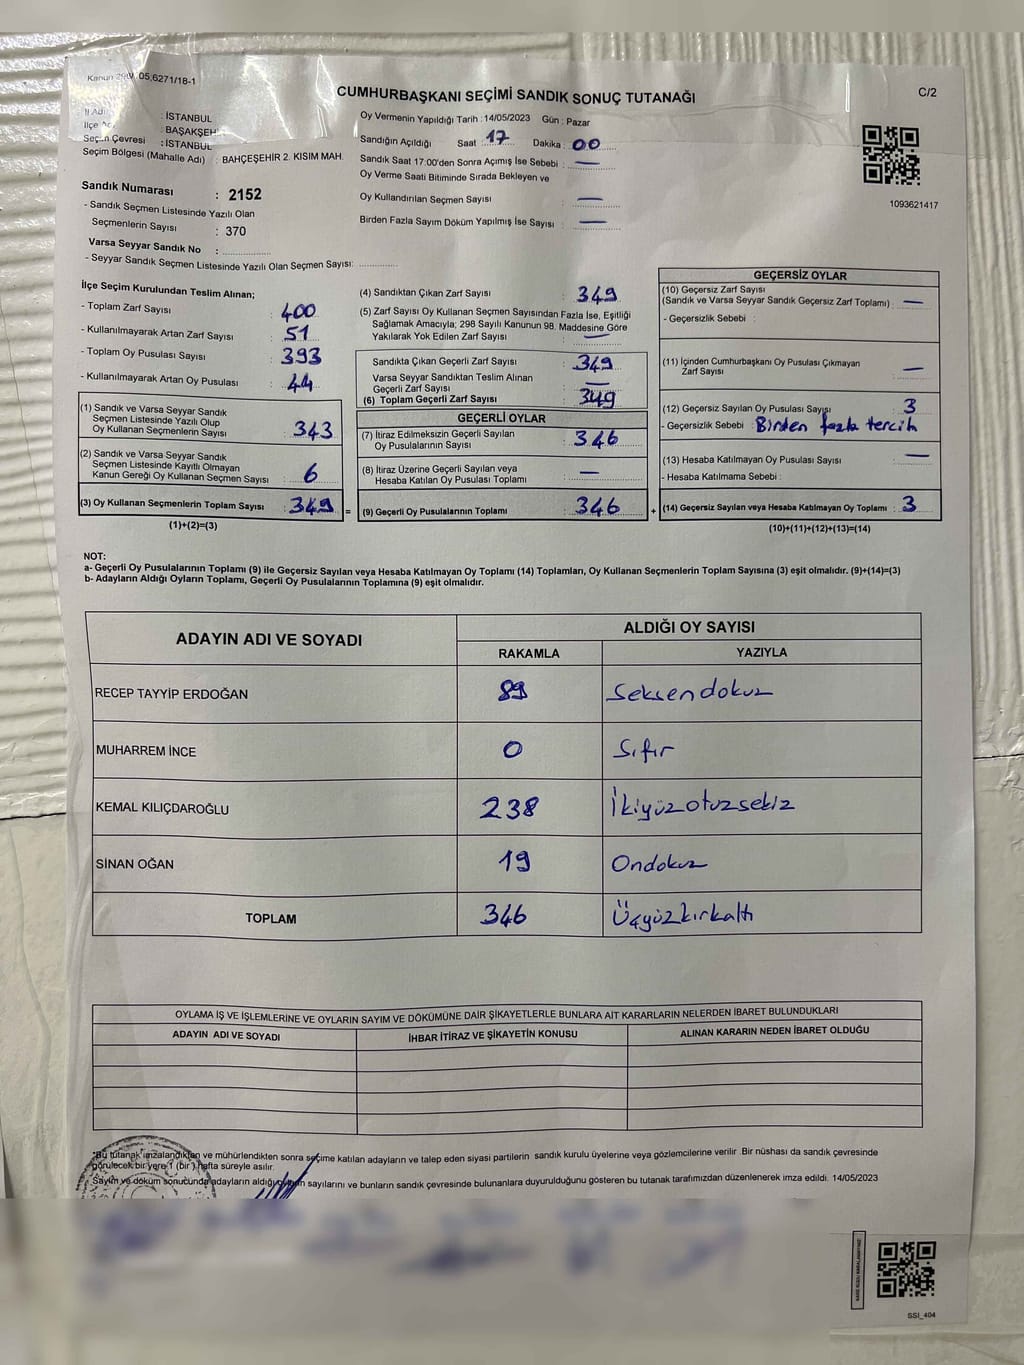 Kanun 298/ .05.6271/18-1
CUMHURBAŞKANI SEÇİMİ SANDIK SONUÇ TUTANAĞI
C/2
İl Adı : İSTANBUL
İlçe : BAŞAKŞEH
Seçim Çevresi : İSTANBUL
Seçim Bölgesi (Mahalle Adı) : BAHÇEŞEHİR 2. KISIM MAH.
Sandık Numarası : 2152
- Sandık Seçmen Listesinde Yazılı Olan
Seçmenlerin Sayısı : 370
Varsa Seyyar Sandık No :
- Seyyar Sandık Seçmen Listesinde Yazılı Olan Seçmen Sayısı:
Oy Vermenin Yapıldığı Tarih : 14/05/2023 Gün : Pazar
Sandığın Açıldığı Saat : 17 Dakika : 00
Sandık Saat 17:00'den Sonra Açımış İse Sebebi : —
Oy Verme Saati Bitiminde Sırada Bekleyen ve
Oy Kullandırılan Seçmen Sayısı : —
Birden Fazla Sayım Döküm Yapılmış İse Sayısı : —
1093621417
İlçe Seçim Kurulundan Teslim Alınan;
- Toplam Zarf Sayısı : 400
- Kullanılmayarak Artan Zarf Sayısı : 51
- Toplam Oy Pusulası Sayısı : 393
- Kullanılmayarak Artan Oy Pusulası : 44
(1) Sandık ve Varsa Seyyar Sandık
Seçmen Listesinde Yazılı Olup
Oy Kullanan Seçmenlerin Sayısı : 343
(2) Sandık ve Varsa Seyyar Sandık
Seçmen Listesinde Kayıtlı Olmayan
Kanun Gereği Oy Kullanan Seçmen Sayısı : 6
(3) Oy Kullanan Seçmenlerin Toplam Sayısı : 349 =
(1)+(2)=(3)
(4) Sandıktan Çıkan Zarf Sayısı : 349
(5) Zarf Sayısı Oy Kullanan Seçmen Sayısından Fazla İse, Eşitliği
Sağlamak Amacıyla; 298 Sayılı Kanunun 98. Maddesine Göre
Yakılarak Yok Edilen Zarf Sayısı : —
Sandıkta Çıkan Geçerli Zarf Sayısı : 349
Varsa Seyyar Sandıktan Teslim Alınan
Geçerli Zarf Sayısı : —
(6) Toplam Geçerli Zarf Sayısı : 349
GEÇERLİ OYLAR
(7) İtiraz Edilmeksizin Geçerli Sayılan
Oy Pusulasının Sayısı : 346
(8) İtiraz Üzerine Geçerli Sayılan veya
Hesaba Katılan Oy Pusulası Toplamı : —
(9) Geçerli Oy Pusulalarının Toplamı : 346 +
GEÇERSİZ OYLAR
(10) Geçersiz Zarf Sayısı
(Sandık ve Varsa Seyyar Sandık Geçersiz Zarf Toplamı) : —
- Geçersizlik Sebebi :
(11) İçinden Cumhurbaşkanı Oy Pusulası Çıkmayan
Zarf Sayısı : —
(12) Geçersiz Sayılan Oy Pusulası Sayısı : 3
- Geçersizlik Sebebi : Birden fazla tercih
(13) Hesaba Katılmayan Oy Pusulası Sayısı : —
- Hesaba Katılmama Sebebi :
(14) Geçersiz Sayılan veya Hesaba Katılmayan Oy Toplamı : 3
(10)+(11)+(12)+(13)=(14)
NOT:
a- Geçerli Oy Pusulalarının Toplamı (9) ile Geçersiz Sayılan veya Hesaba Katılmayan Oy Toplamı (14) Toplamları, Oy Kullanan Seçmenlerin Toplam Sayısına (3) eşit olmalıdır. (9)+(14)=(3)
b- Adayların Aldığı Oyların Toplamı, Geçerli Oy Pusulalarının Toplamına (9) eşit olmalıdır.
ADAYIN ADI VE SOYADI
ALDIĞI OY SAYISI
RAKAMLA YAZIYLA
RECEP TAYYİP ERDOĞAN 89 Seksendokuz
MUHARREM İNCE 0 Sıfır
KEMAL KILIÇDAROĞLU 238 İkiyüzotuzsekiz
SİNAN OĞAN 19 Ondokuz
TOPLAM 346 Üçyüzkırkaltı
OYLAMA İŞ VE İŞLEMLERİNE VE OYLARIN SAYIM VE DÖKÜMÜNE DAİR ŞİKAYETLERLE BUNLARA AİT KARARLARIN NELERDEN İBARET BULUNDUKLARI
ADAYIN ADI VE SOYADI İHBAR İTİRAZ VE ŞİKAYETİN KONUSU ALINAN KARARIN NEDEN İBARET OLDUĞU
*Bu tutanak imzalandıktan ve mühürlendikten sonra seçime katılan adayların ve talep eden siyasi partilerin sandık kurulu üyelerine veya gözlemcilerine verilir. Bir nüshası da sandık çevresinde
görülecek bir yere 1 (bir) hafta süreyle asılır.
Sayım ve döküm sonucunda adayların aldığı oyların sayılarını ve bunların sandık çevresinde bulunanlara duyurulduğunu gösteren bu tutanak tarafımızdan düzenlenerek imza edildi. 14/05/2023
SSI_404